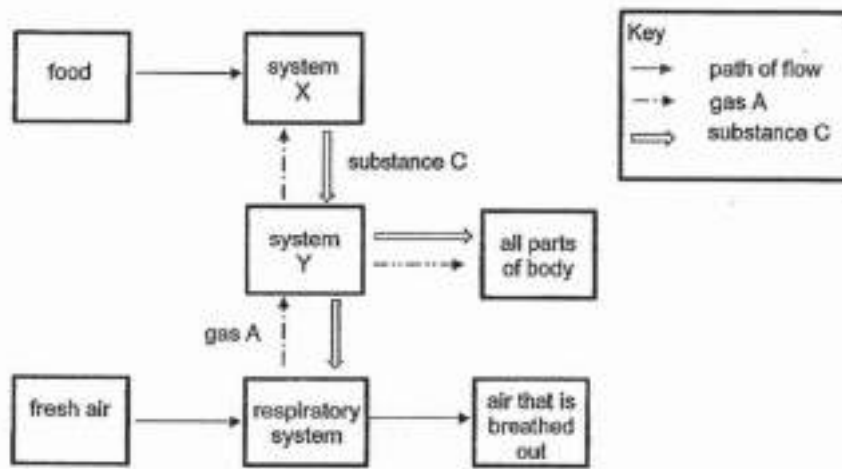 food
system
X
Key
path of flow
gas A
substance C
substance C
system
Y
all parts
of body
gas A
fresh air
respiratory
system
air that is
breathed
out